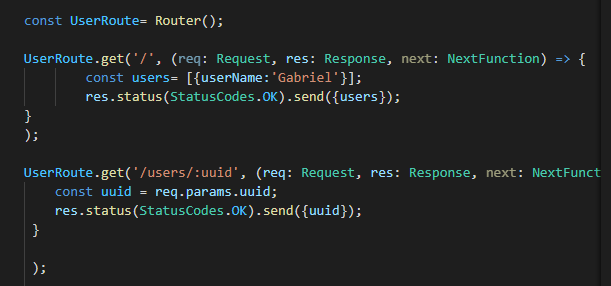 const UserRoute= Router();
UserRoute.get('/', (req: Request, res: Response, next: NextFunction) => {
const users= [{userName:'Gabriel'}];
res.status(StatusCodes.OK).send({users});
}
);
UserRoute.get('/users/:uuid', (req: Request, res: Response, next: NextFunct
const uuid = req.params.uuid;
res.status(StatusCodes.OK).send({uuid});
}
);